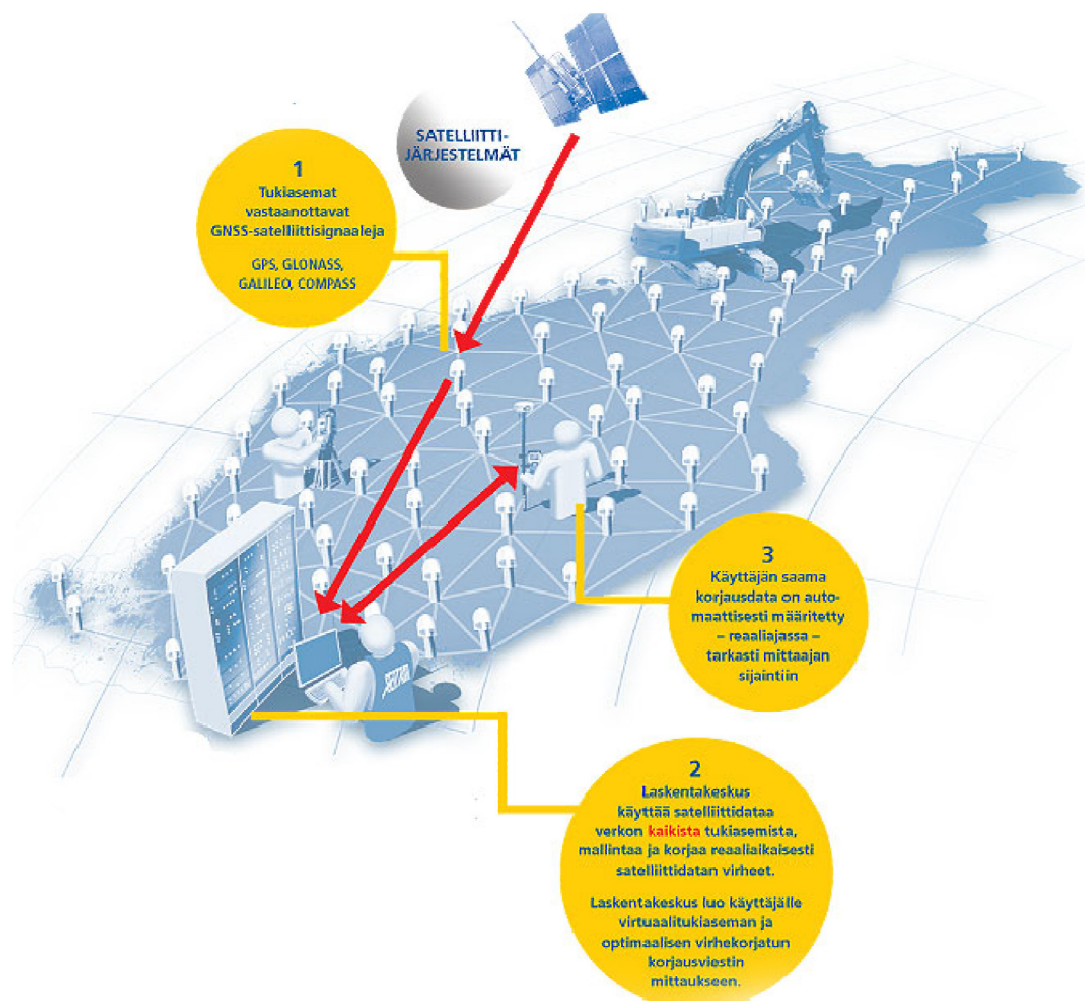 SATELLIITTI-
JÄRJESTELMÄT
1
Tukiasemat
vastaanottavat
GNSS-satelliittisignaaleja
GPS, GLONASS,
GALILEO, COMPASS
3
Käyttäjän saama
korjausdata on auto-
maattisesti määritetty
– reaaliajassa –
tarkasti mittaajan
sijaintiin
2
Laskentakeskus
käyttää satelliittidataa
verkon kaikista tukiasemista,
mallintaa ja korjaa reaaliaikaisesti
satelliittidatan virheet.
Laskentakeskus luo käyttäjälle
virtuaalitukiaseman ja
optimaalisen virhekorjatun
korjausviestin
mittaukseen.